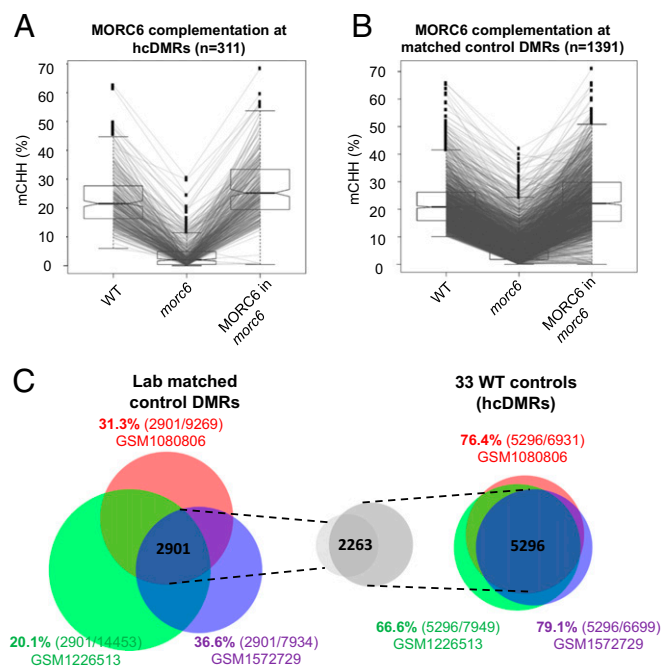 A
MORC6 complementation at
hcDMRs (n=311)
70
60
50
40
30
20
10
0
mCHH (%)
WT
morc6
MORC6 in
morc6
B
MORC6 complementation at
matched control DMRs (n=1391)
70
60
50
40
30
20
10
0
mCHH (%)
WT
morc6
MORC6 in
morc6
C
Lab matched
control DMRs
31.3% (2901/9269)
GSM1080806
2901
20.1% (2901/14453)
GSM1226513
36.6% (2901/7934)
GSM1572729
2263
33 WT controls
(hcDMRs)
76.4% (5296/6931)
GSM1080806
5296
66.6% (5296/7949)
GSM1226513
79.1% (5296/6699)
GSM1572729